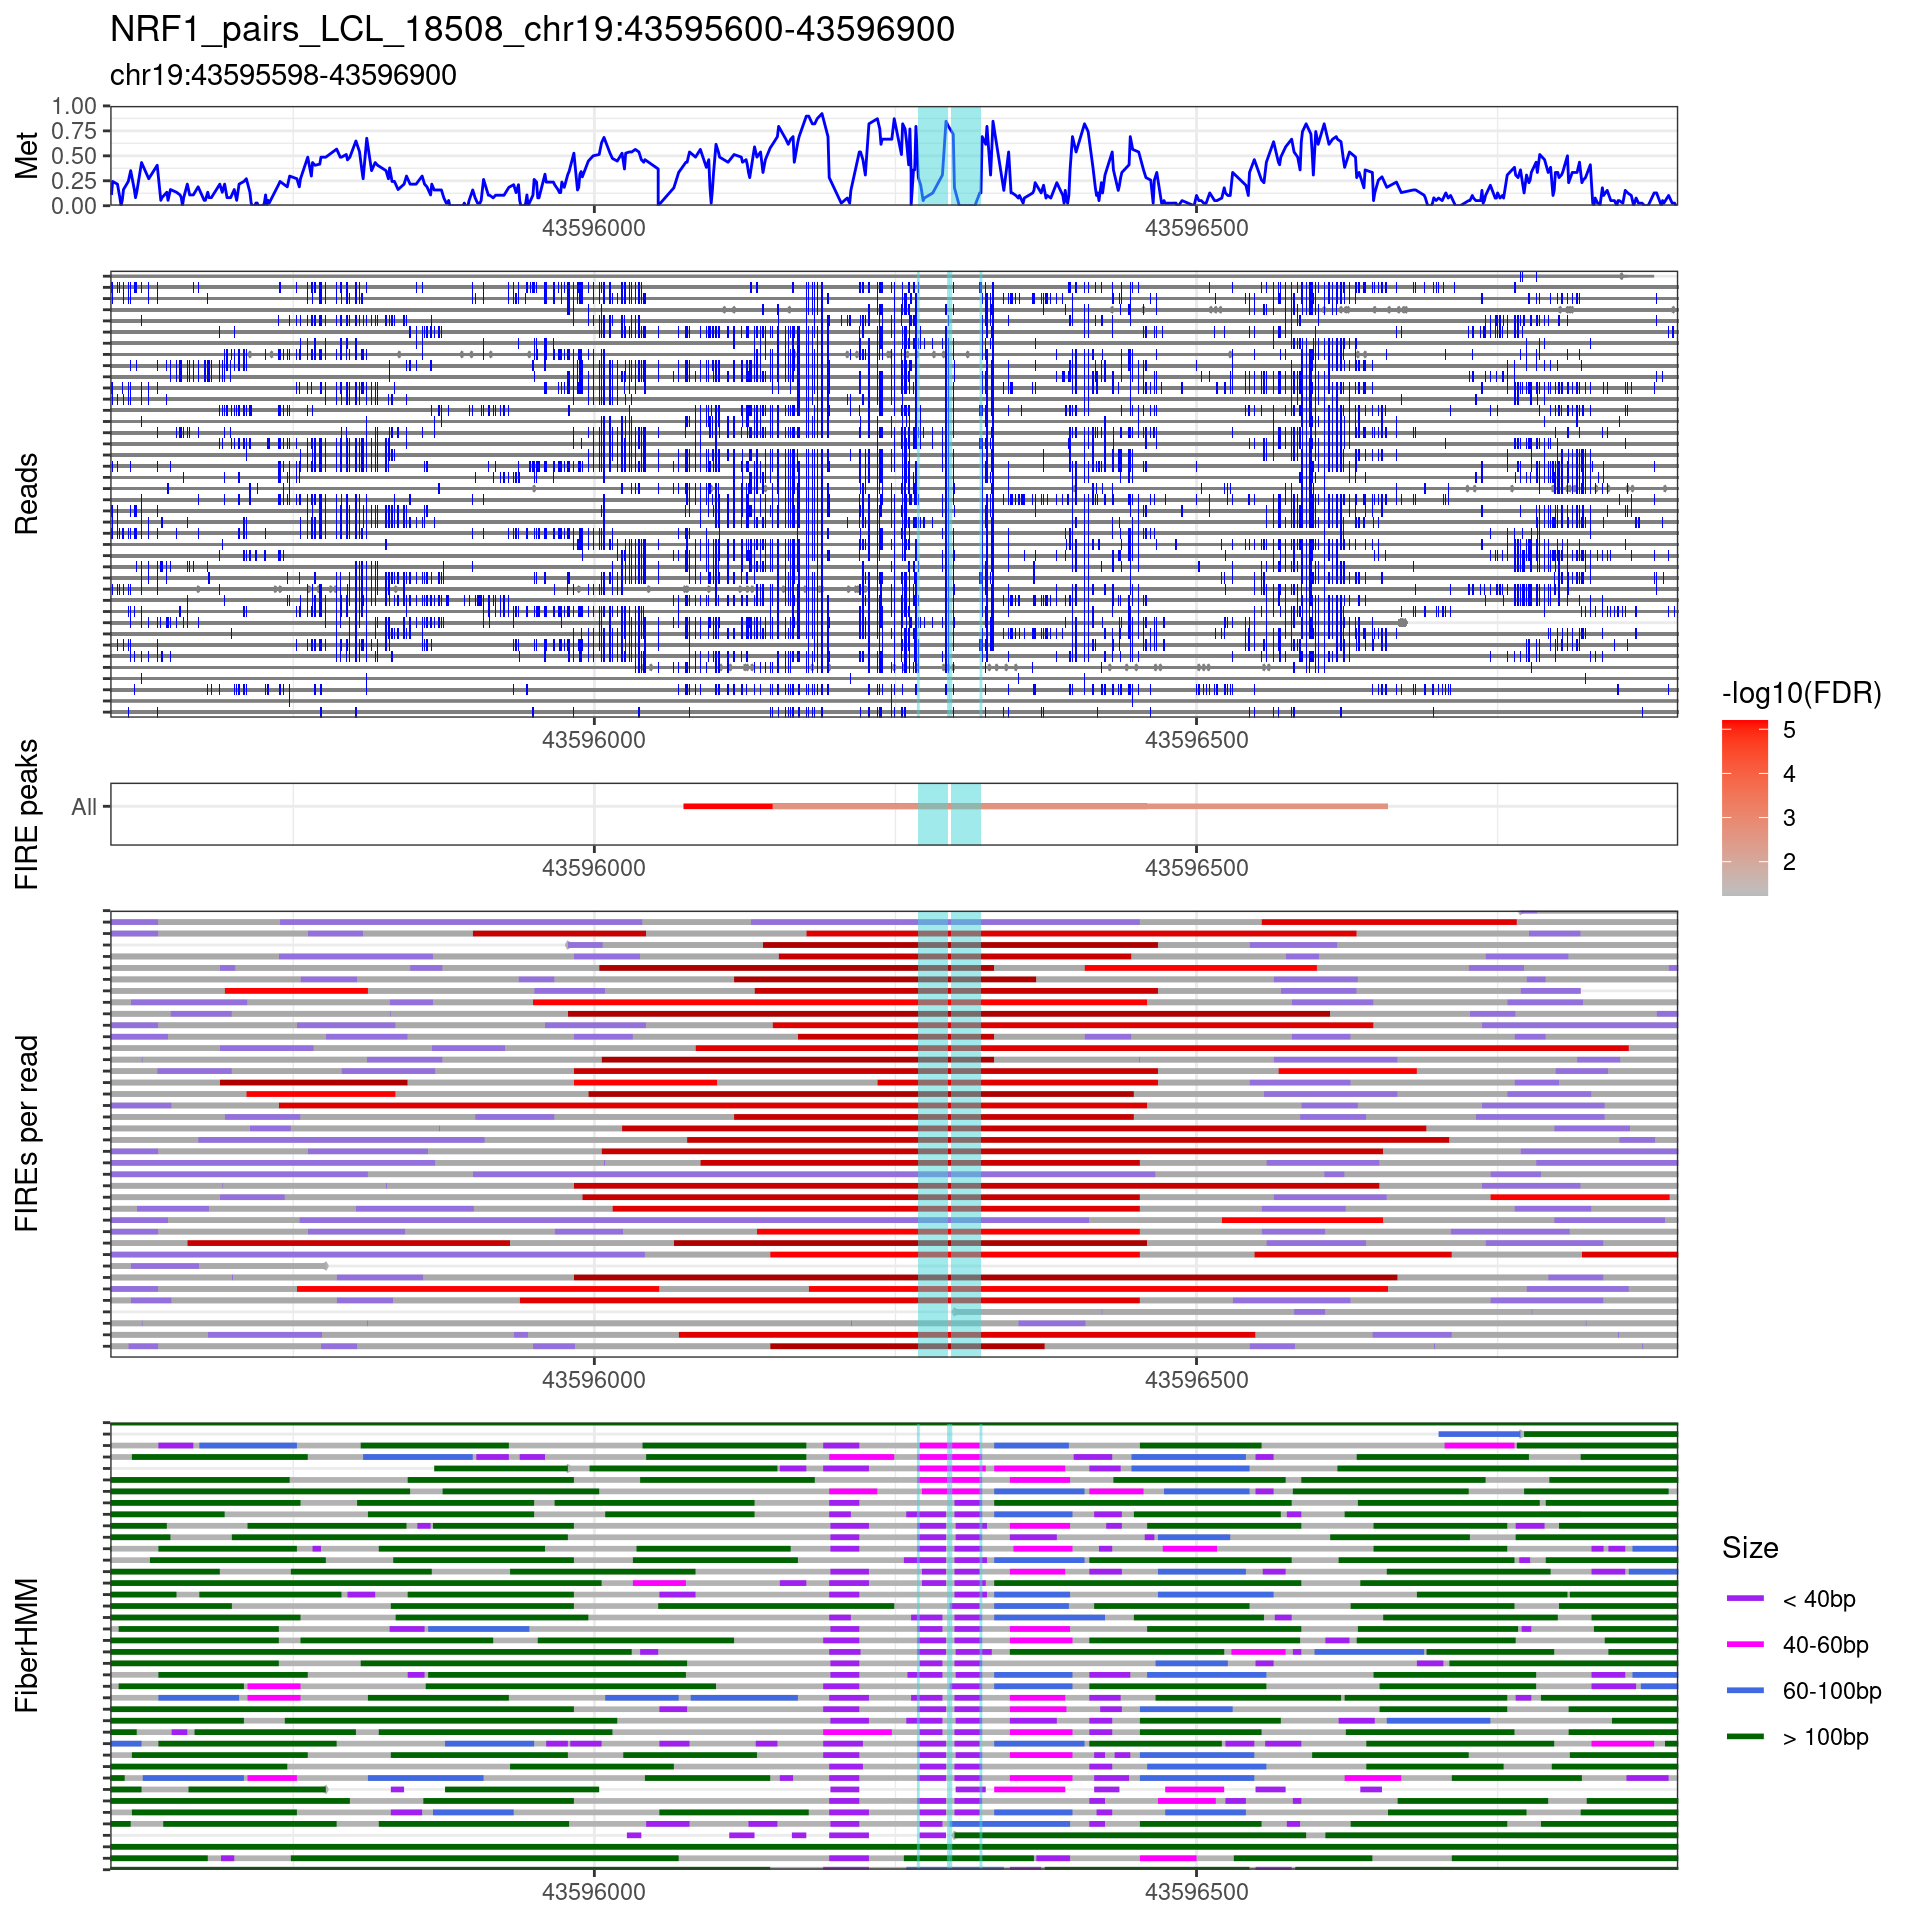 NRF1_pairs_LCL_18508_chr19:43595600-43596900
chr19:43595598-43596900
Met
1.00
0.75
0.50
0.25
0.00
43596000
43596500
Reads
43596000
43596500
FIRE peaks
All
43596000
43596500
-log10(FDR)
5
4
3
2
FIREs per read
43596000
43596500
FiberHMM
43596000
43596500
Size
< 40bp
40-60bp
60-100bp
> 100bp